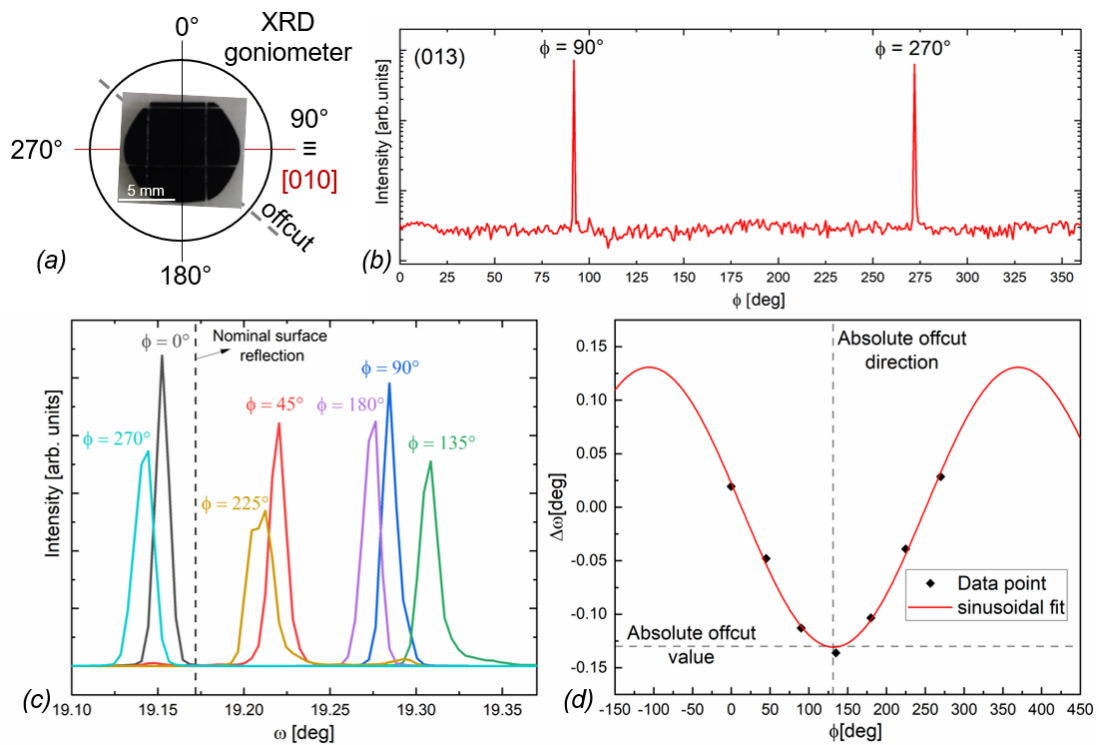 0°
XRD
goniometer
90°
≡
[010]
270°
5 mm
offcut
180°
(a)
(013)
ϕ = 90°
ϕ = 270°
Intensity [arb.units]
0 25 50 75 100 125 150 175 200 225 250 275 300 325 350
ϕ [deg]
(b)
ϕ = 0°
Nominal surface
reflection
ϕ = 90°
ϕ = 45°
ϕ = 180°
ϕ = 270°
ϕ = 135°
ϕ = 225°
Intensity [arb. units]
19.10 19.15 19.20 19.25 19.30 19.35
ω [deg]
(c)
0.15
0.10
0.05
0.00
-0.05
-0.10
-0.15
Δω[deg]
Absolute offcut
direction
Data point
sinusoidal fit
Absolute offcut
value
-150 -100 -50 0 50 100 150 200 250 300 350 400 450
ϕ[deg]
(d)